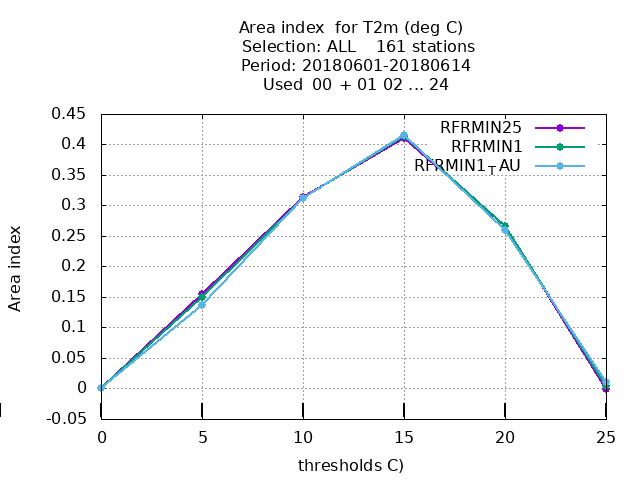 Area index  for T2m (deg C)
Selection: ALL    161 stations
Period: 20180601-20180614
Used  00  + 01 02 ... 24
0.45
0.4
0.35
0.3
0.25
0.2
0.15
0.1
0.05
0
-0.05
Area index
RFRMIN25
RFRMIN1
RFRMIN1TAU
0 5 10 15 20 25
thresholds C)